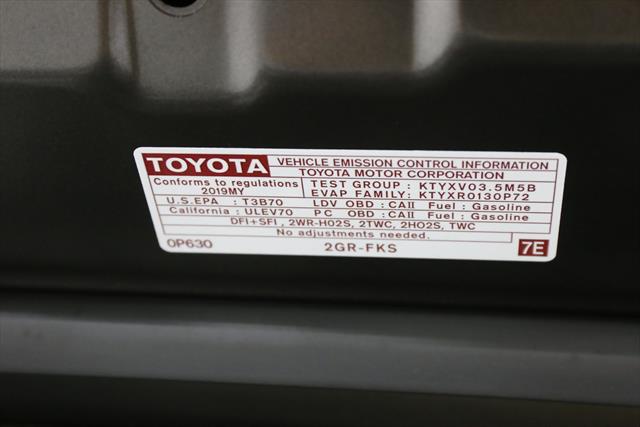 TOYOTA VEHICLE EMISSION CONTROL INFORMATION
TOYOTA MOTOR CORPORATION
Conforms to regulations TEST GROUP : KTYXV03.5M5B
2019MY EVAP FAMILY: KTYXR0130P72
U.S.EPA : T3B70 LDV OBD : CAII Fuel : Gasoline
California : ULEV70 PC OBD : CAII Fuel : Gasoline
DFI+SFI , 2WR-HO2S, 2TWC, 2HO2S, TWC
No adjustments needed.
0P630 2GR-FKS 7E